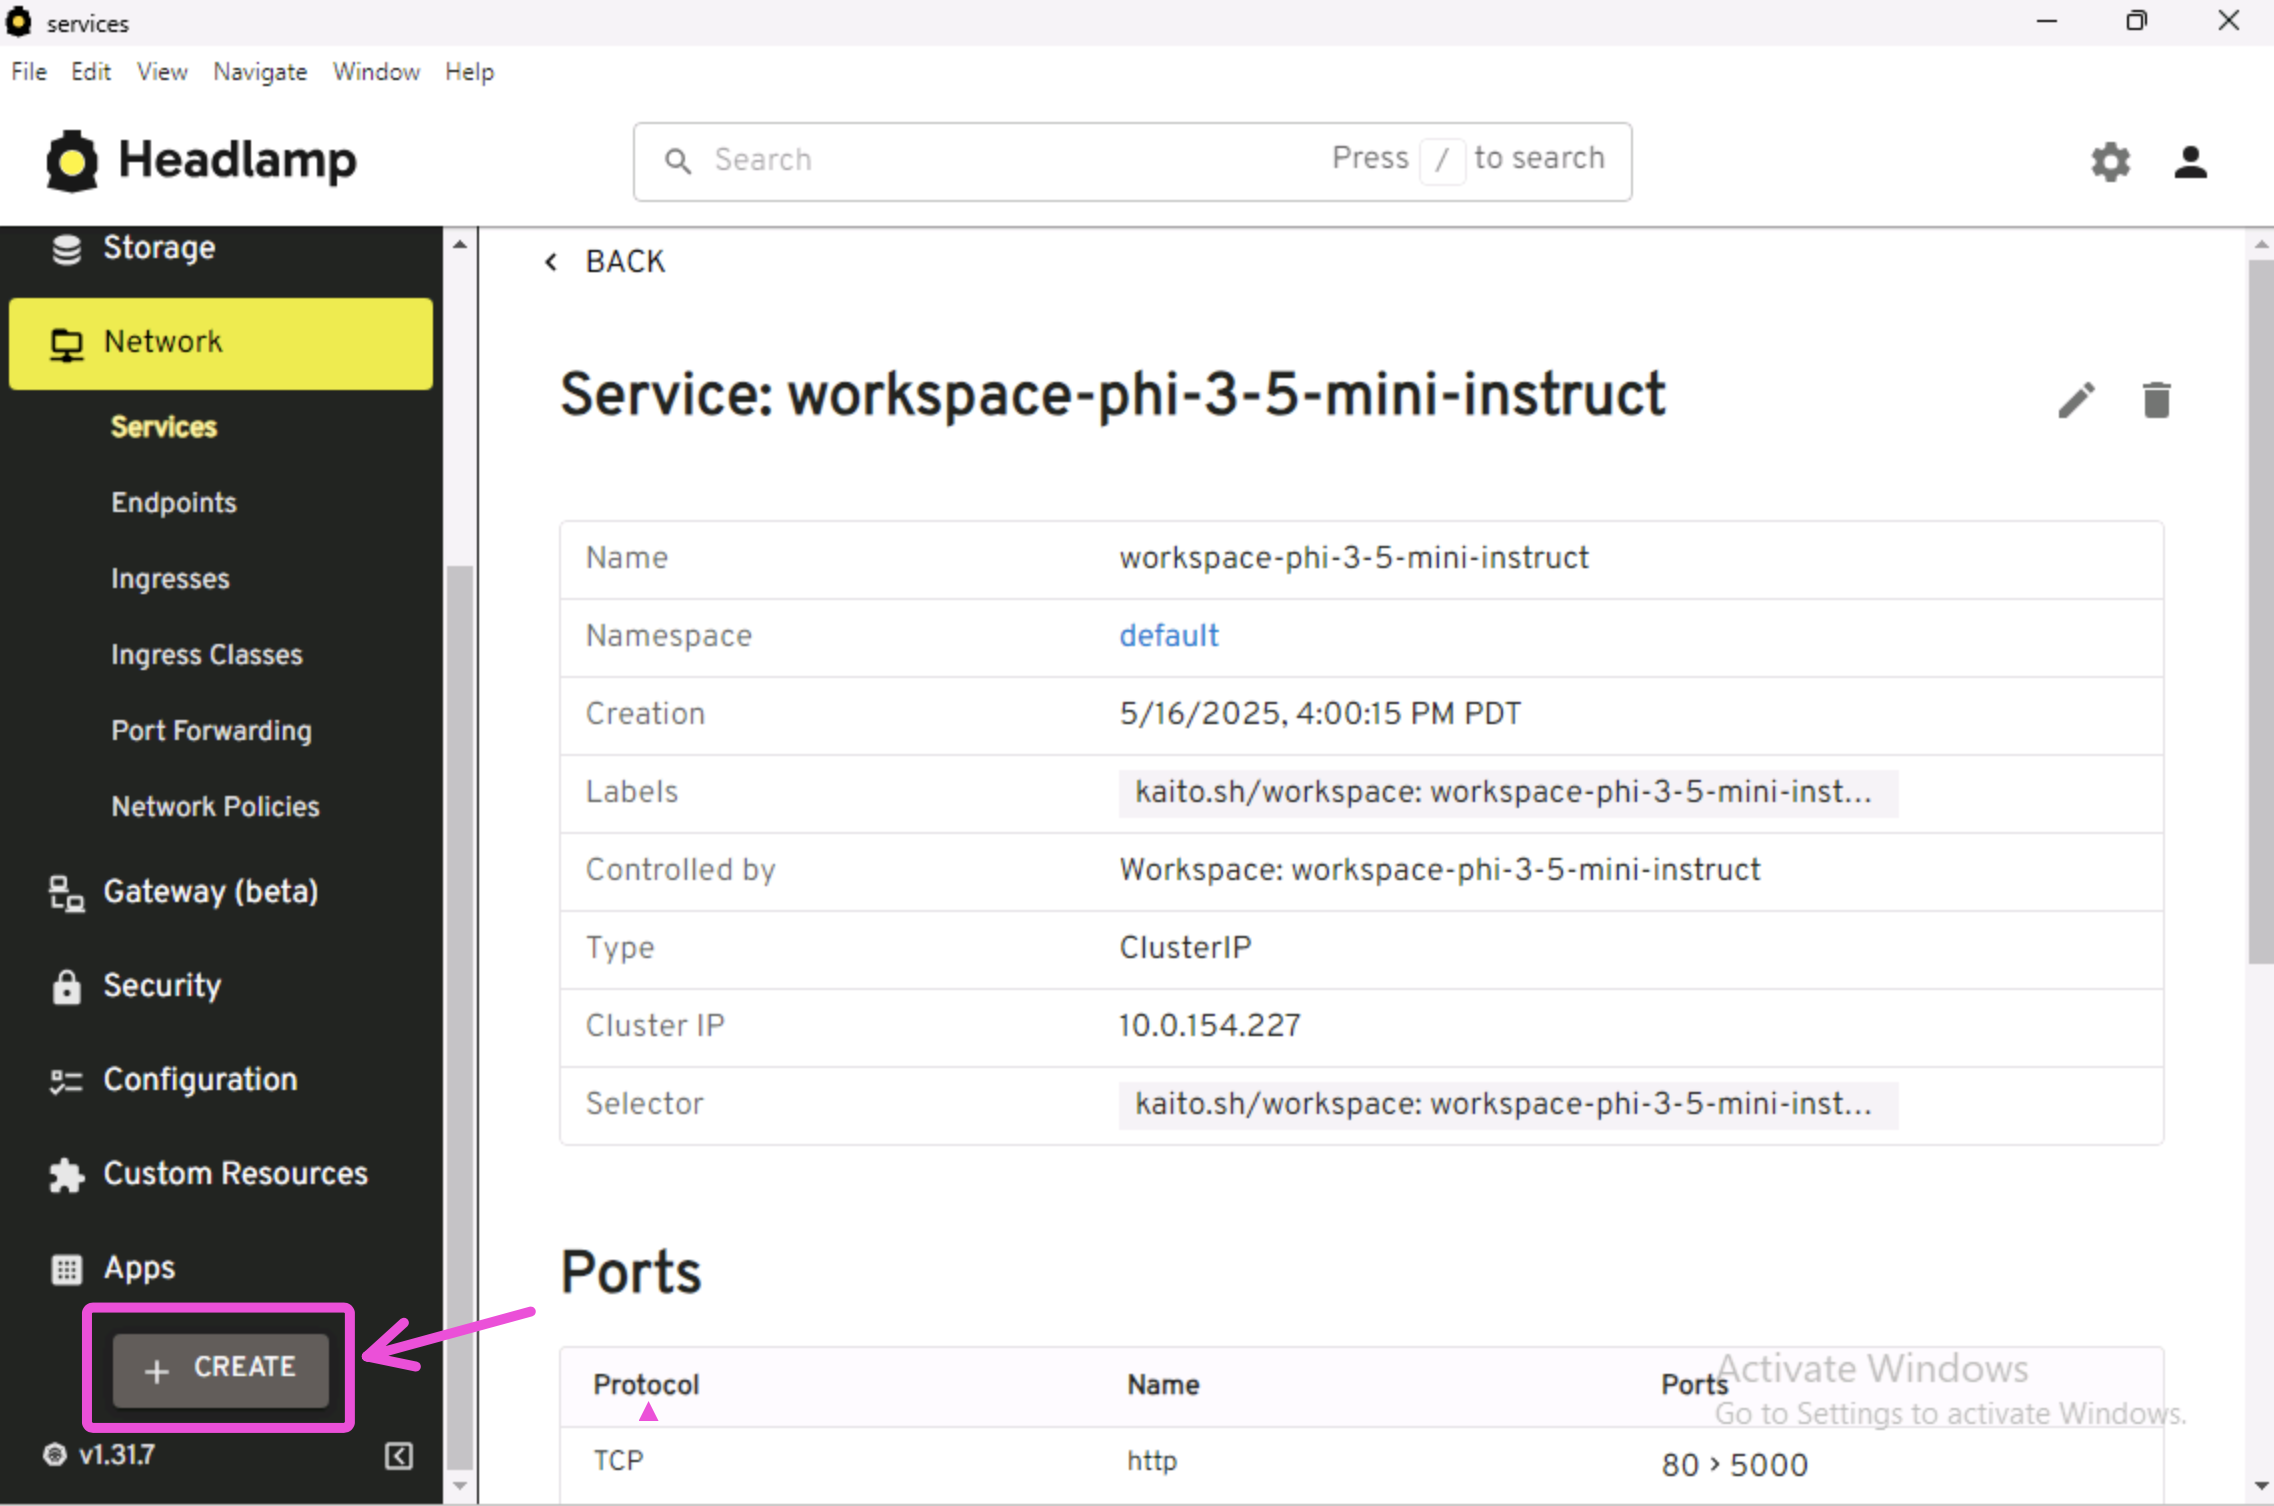 services
File Edit View Navigate Window Help
Headlamp
Search Press / to search
Storage
Network
Services
Endpoints
Ingresses
Ingress Classes
Port Forwarding
Network Policies
Gateway (beta)
Security
Configuration
Custom Resources
Apps
+ CREATE
v1.31.7
< BACK
Service: workspace-phi-3-5-mini-instruct
Name workspace-phi-3-5-mini-instruct
Namespace default
Creation 5/16/2025, 4:00:15 PM PDT
Labels kaito.sh/workspace: workspace-phi-3-5-mini-inst...
Controlled by Workspace: workspace-phi-3-5-mini-instruct
Type ClusterIP
Cluster IP 10.0.154.227
Selector kaito.sh/workspace: workspace-phi-3-5-mini-inst...
Ports
Protocol Name Ports
TCP http 80 > 5000
Activate Windows
Go to Settings to activate Windows.